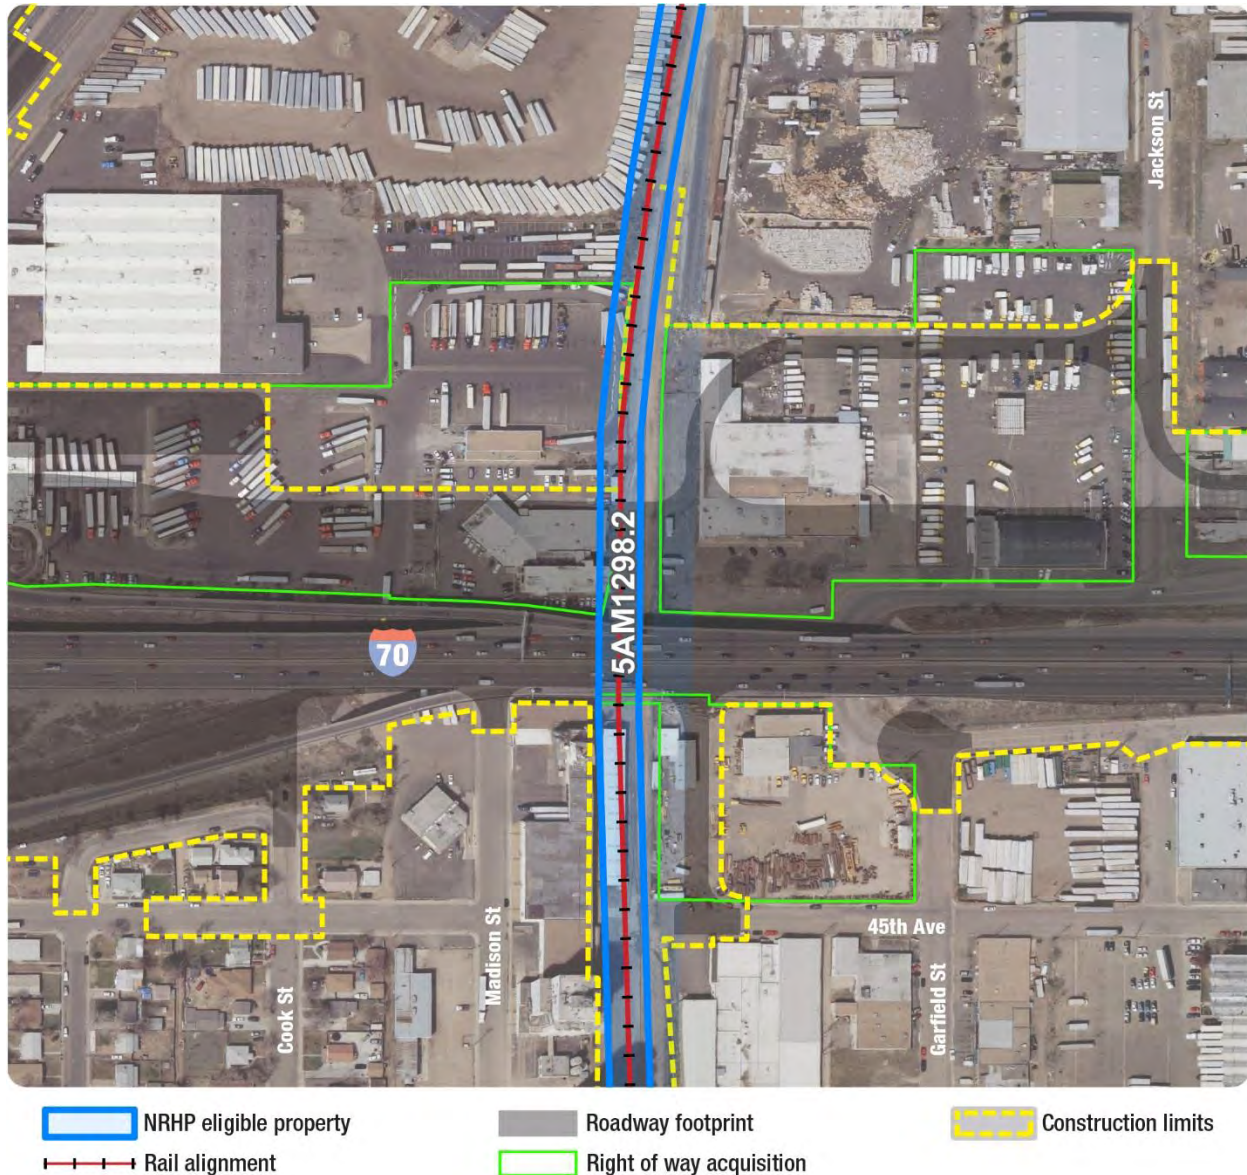 Jackson St
5AM1298.2
70
Madison St
45th Ave
Cook St
Garfield St
NRHP eligible property
Roadway footprint
Construction limits
Rail alignment
Right of way acquisition